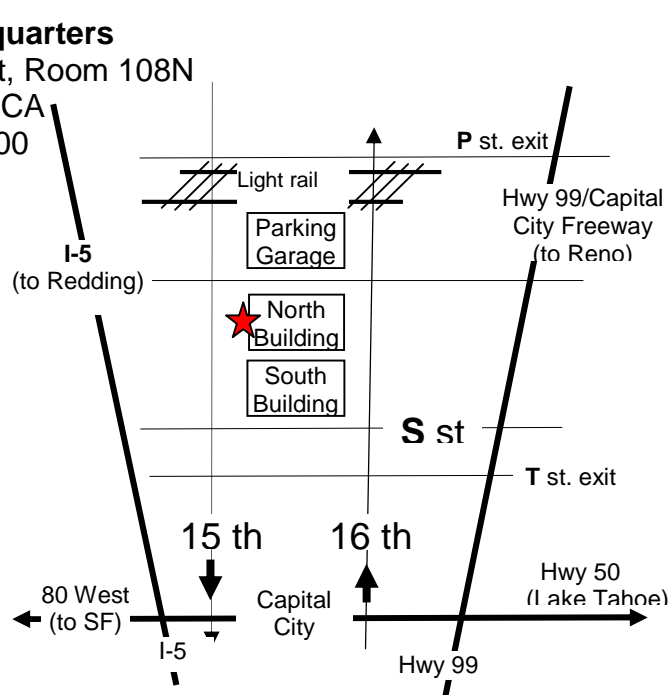 quarters
t, Room 108N
CA
00
P st. exit
Light rail
Hwy 99/Capital
City Freeway
(to Reno)
Parking
Garage
I-5
(to Redding)
North
Building
South
Building
S st
T st. exit
15 th
16 th
80 West
(to SF)
Capital
City
Hwy 50
(Lake Tahoe)
I-5
Hwy 99